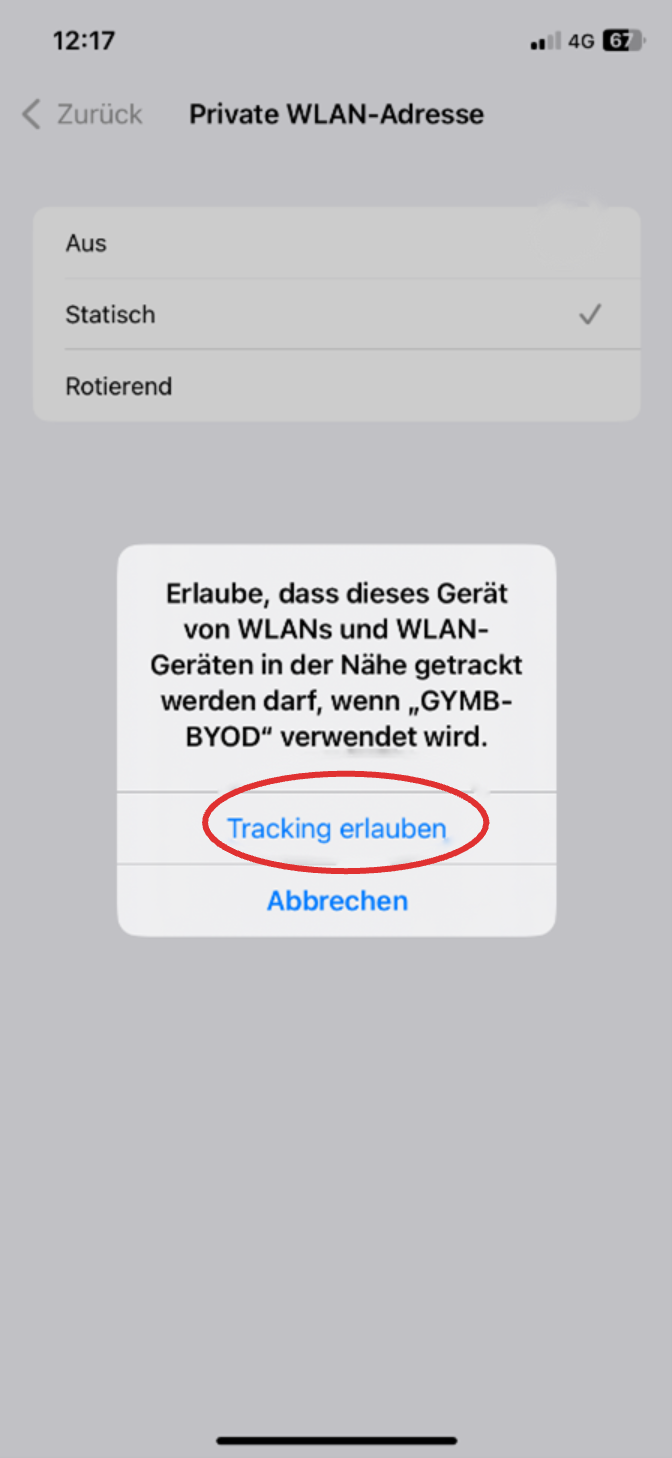 12:17
4G 67
Zurück Private WLAN-Adresse
Aus
Statisch
Rotierend
Erlaube, dass dieses Gerät
von WLANs und WLAN-
Geräten in der Nähe getrackt
werden darf, wenn „GYMB-
BYOD“ verwendet wird.
Tracking erlauben
Abbrechen